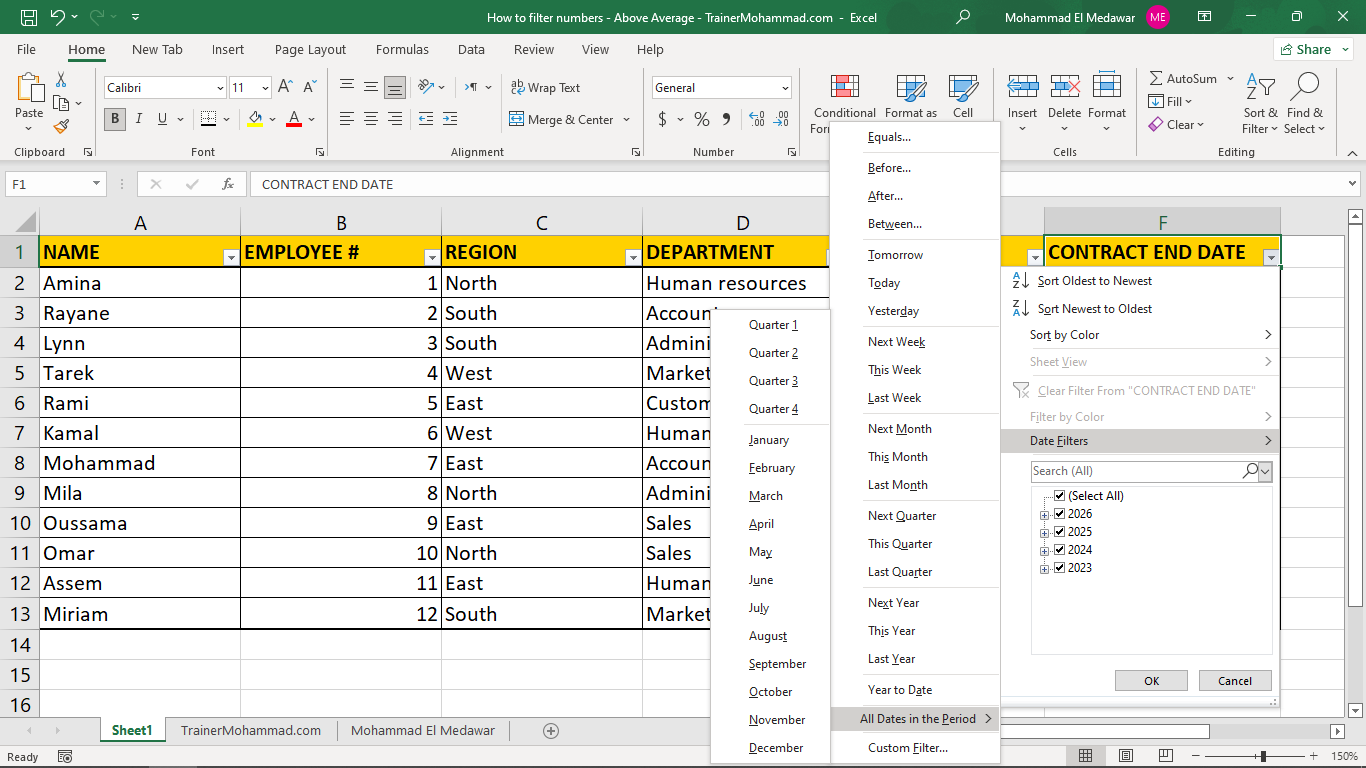 How to filter numbers - Above Average - TrainerMohammad.com - Excel
Mohammad El Medawar ME
File Home New Tab Insert Page Layout Formulas Data Review View Help Share
Paste
Clipboard
Calibri 11
B I U
Font
Wrap Text
Merge & Center
Alignment
General
$ %
Number
Conditional
Format as
Cell
Insert Delete Format
Cells
AutoSum
Fill
Clear
Sort &
Filter
Find &
Select
Editing
F1 fx CONTRACT END DATE
A B C D F
1 NAME EMPLOYEE # REGION DEPARTMENT CONTRACT END DATE
2 Amina 1 North Human resources
3 Rayane 2 South
4 Lynn 3 South
5 Tarek 4 West
6 Rami 5 East
7 Kamal 6 West Human
8 Mohammad 7 East
9 Mila 8 North
10 Oussama 9 East Sales
11 Omar 10 North Sales
12 Assem 11 East Human
13 Miriam 12 South
14
15
16
Quarter 1
Quarter 2
Quarter 3
Quarter 4
January
February
March
April
May
June
July
August
September
October
November
December
Equals...
Before...
After...
Between...
Tomorrow
Today
Yesterday
Next Week
This Week
Last Week
Next Month
This Month
Last Month
Next Quarter
This Quarter
Last Quarter
Next Year
This Year
Last Year
Year to Date
All Dates in the Period
Custom Filter...
Sort Oldest to Newest
Sort Newest to Oldest
Sort by Color
Sheet View
Clear Filter From "CONTRACT END DATE"
Filter by Color
Date Filters
Search (All)
(Select All)
2026
2025
2024
2023
OK Cancel
Sheet1 TrainerMohammad.com Mohammad El Medawar
Ready
150%